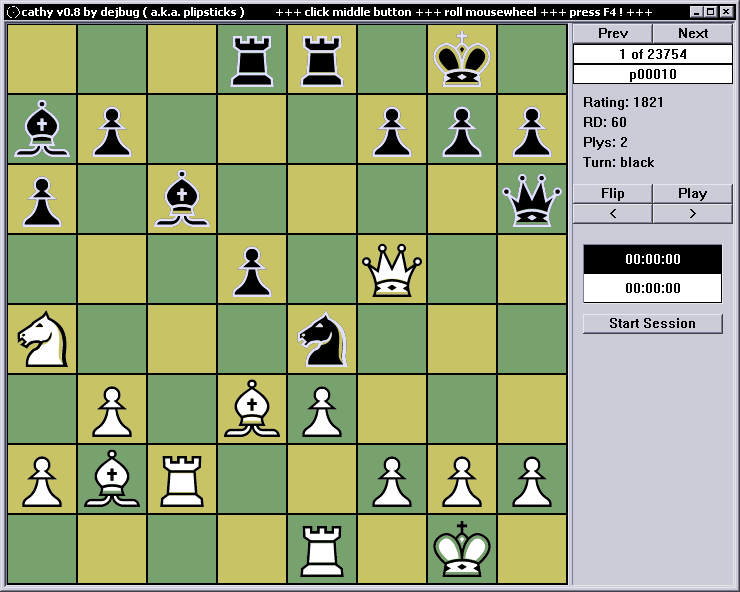 cathy v0.8 by dejbug ( a.k.a. plipsticks ) +++ click middle button +++ roll mousewheel +++ press F4 ! +++
Prev Next
1 of 23754
p00010
Rating: 1821
RD: 60
Plys: 2
Turn: black
Flip Play
< >
00:00:00
00:00:00
Start Session